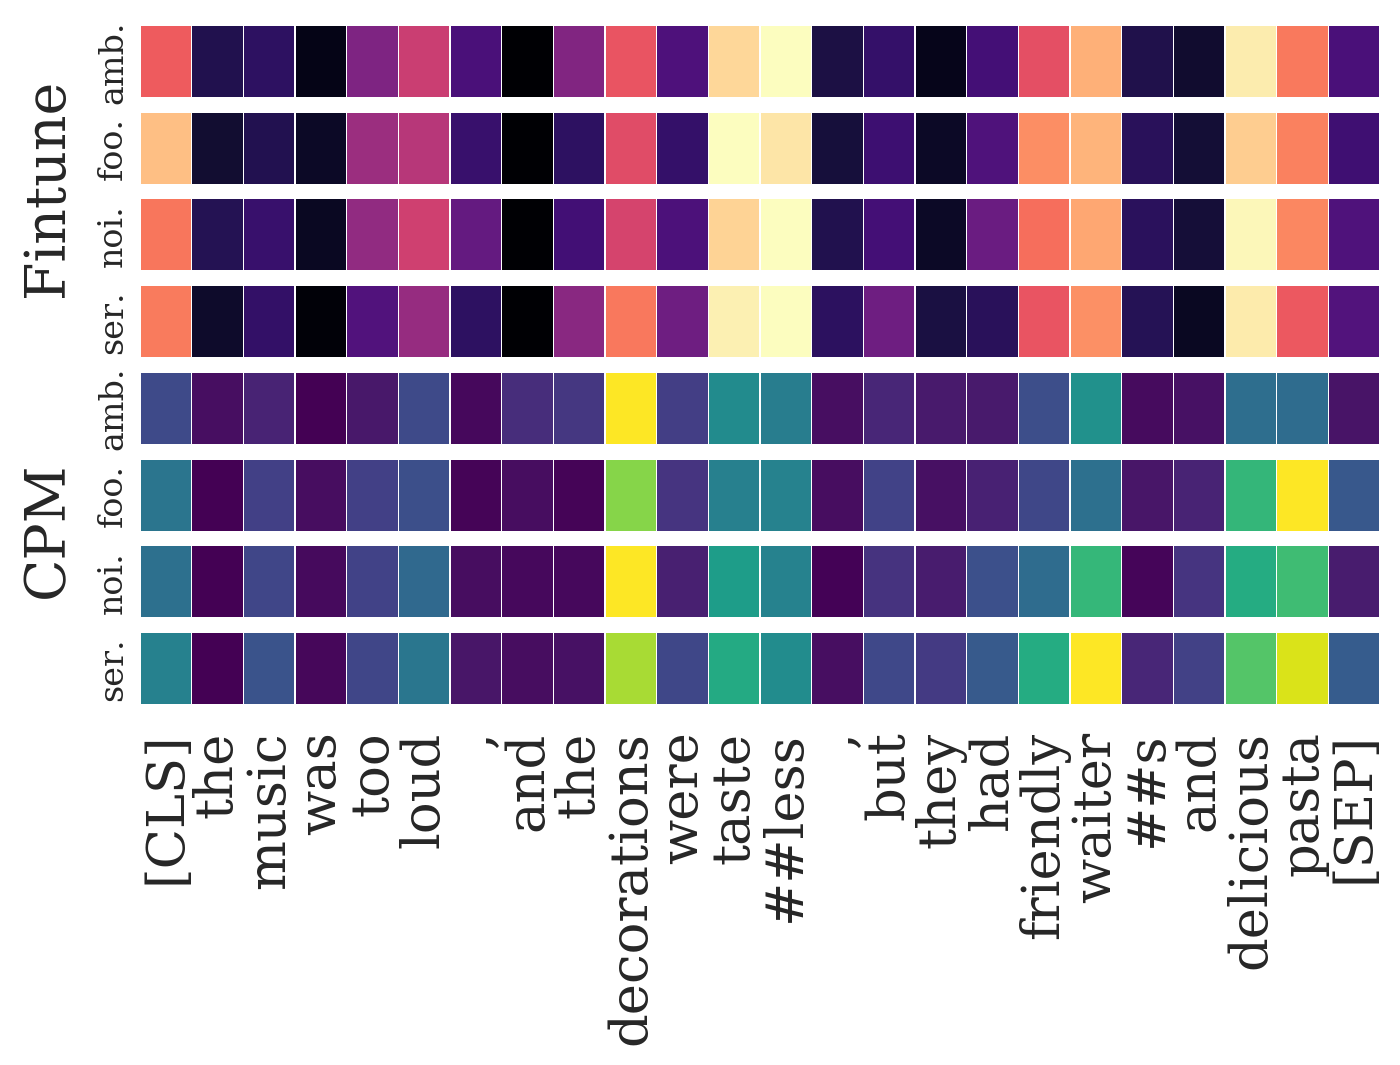 Fintune
amb.
foo.
noi.
ser.
CPM
amb.
foo.
noi.
ser.
[CLS]
the
music
was
too
loud
,
and
the
decorations
were
taste
##less
,
but
they
had
friendly
waiter
##s
and
delicious
pasta
[SEP]